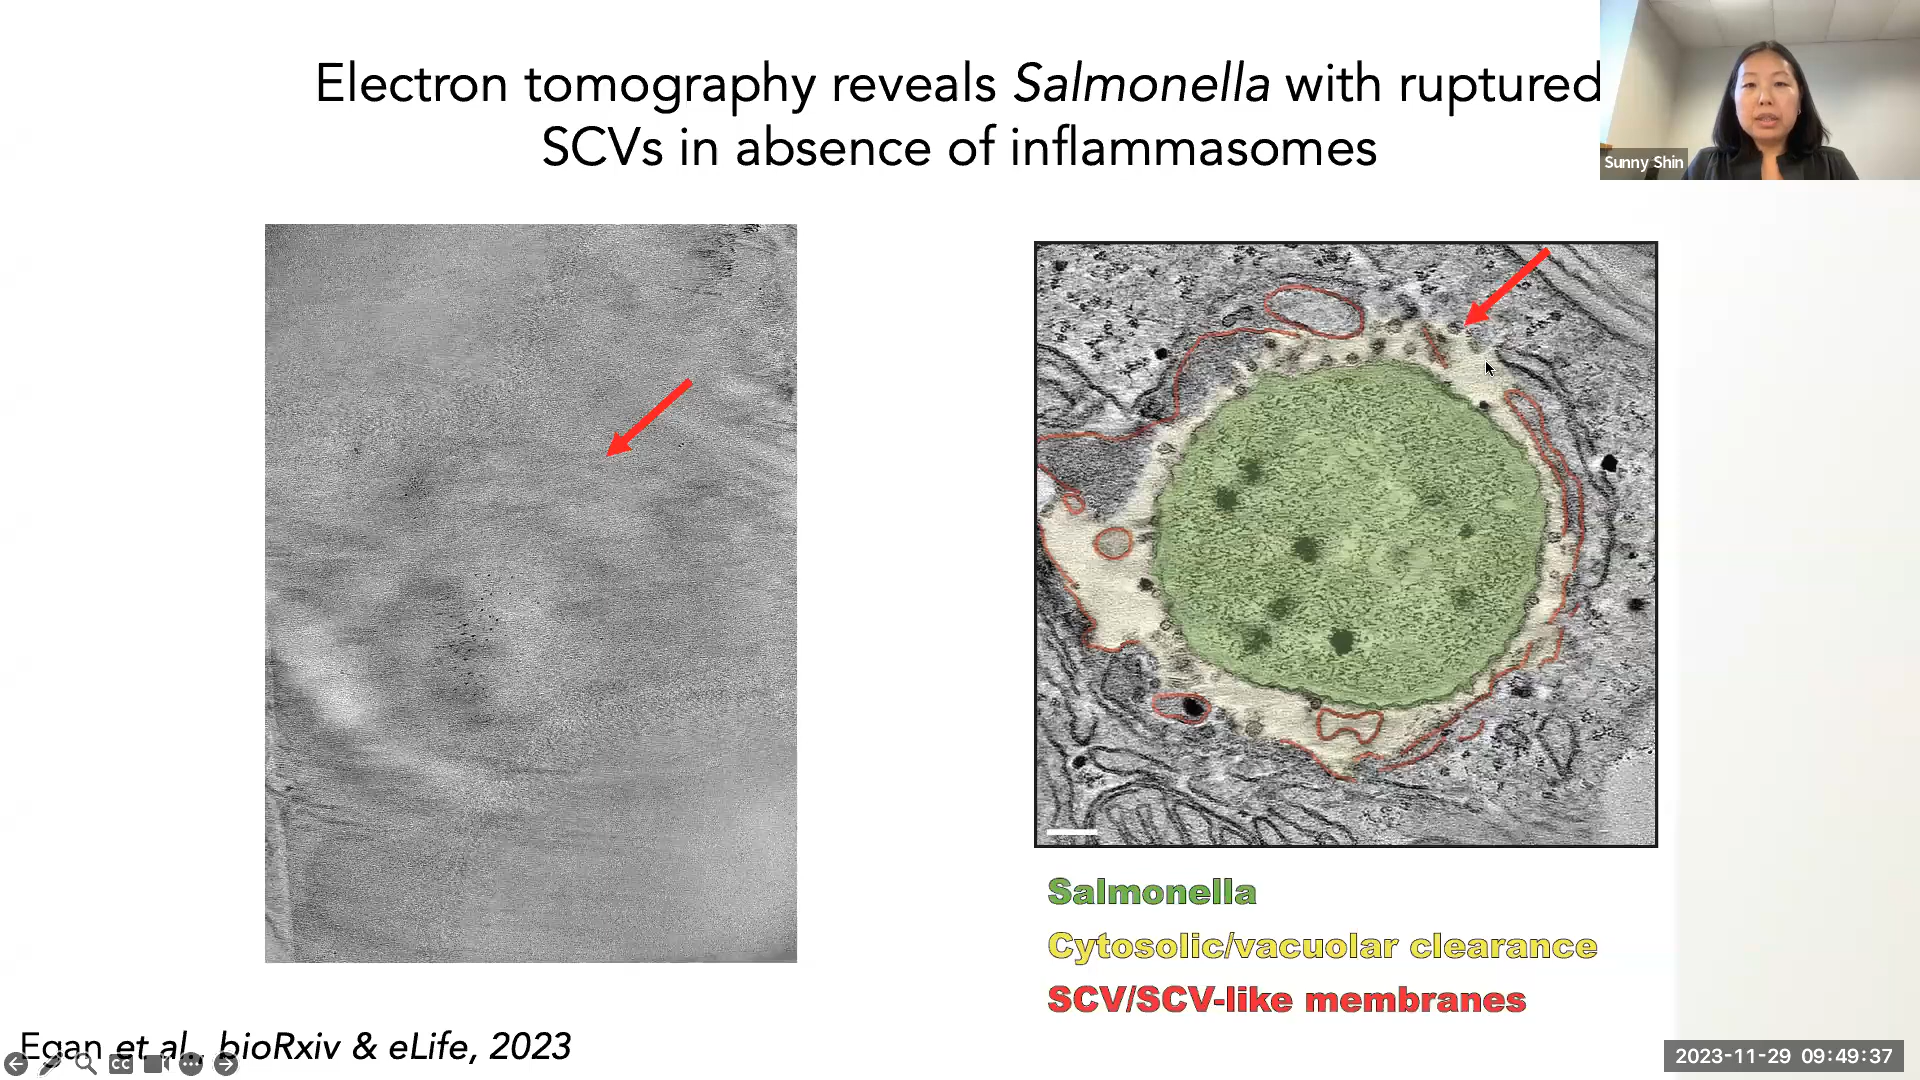 Electron tomography reveals Salmonella with ruptured
SCVs in absence of inflammasomes
Sunny Shin
Salmonella
Cytosolic/vacuolar clearance
SCV/SCV-like membranes
Egan et al., bioRxiv & eLife, 2023
CC
2023-11-29 09:49:37